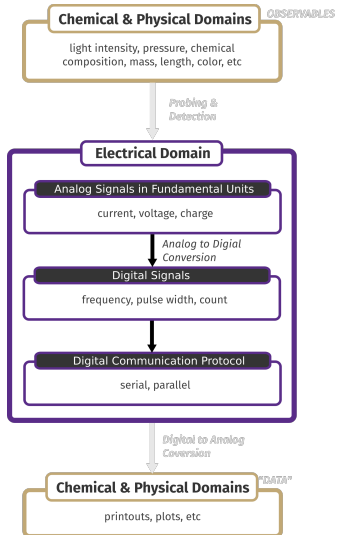 Chemical & Physical Domains
OBSERVABLES
light intensity, pressure, chemical
composition, mass, length, color, etc
Probing &
Detection
Electrical Domain
Analog Signals in Fundamental Units
current, voltage, charge
Analog to Digial
Conversion
Digital Signals
frequency, pulse width, count
Digital Communication Protocol
serial, parallel
Digital to Analog
Coversion
"DATA"
Chemical & Physical Domains
printouts, plots, etc